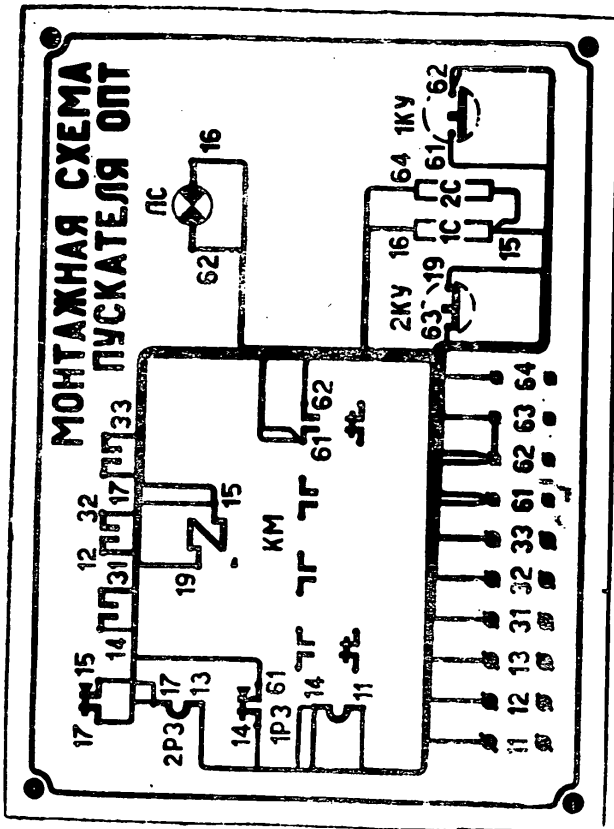 МОНТАЖНАЯ СХЕМА
ПУСКАТЕЛЯ ОПТ
17 15
14 31 12 32 17 33
2РЗ 17 13
19 15
ЛС
62 16
14 61
1РЗ 14 11
КМ
61 62
2КУ
63 19
16 64
1С 2С
15
1КУ
61 62
11 12 13 31 32 33 61 62 63 64